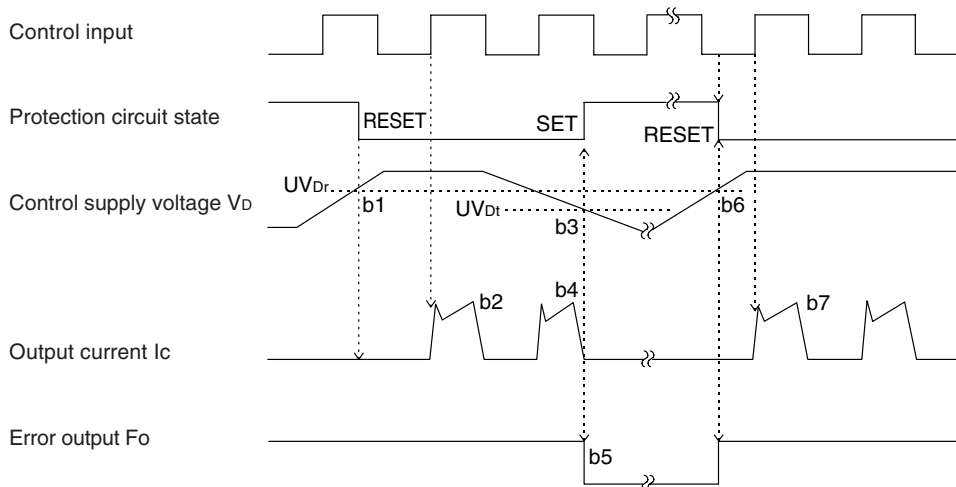 Control input
Protection circuit state
RESET
SET
RESET
UVDr
Control supply voltage VD
b1
UVDt
b3
b6
b2
b4
b7
Output current Ic
Error output Fo
b5